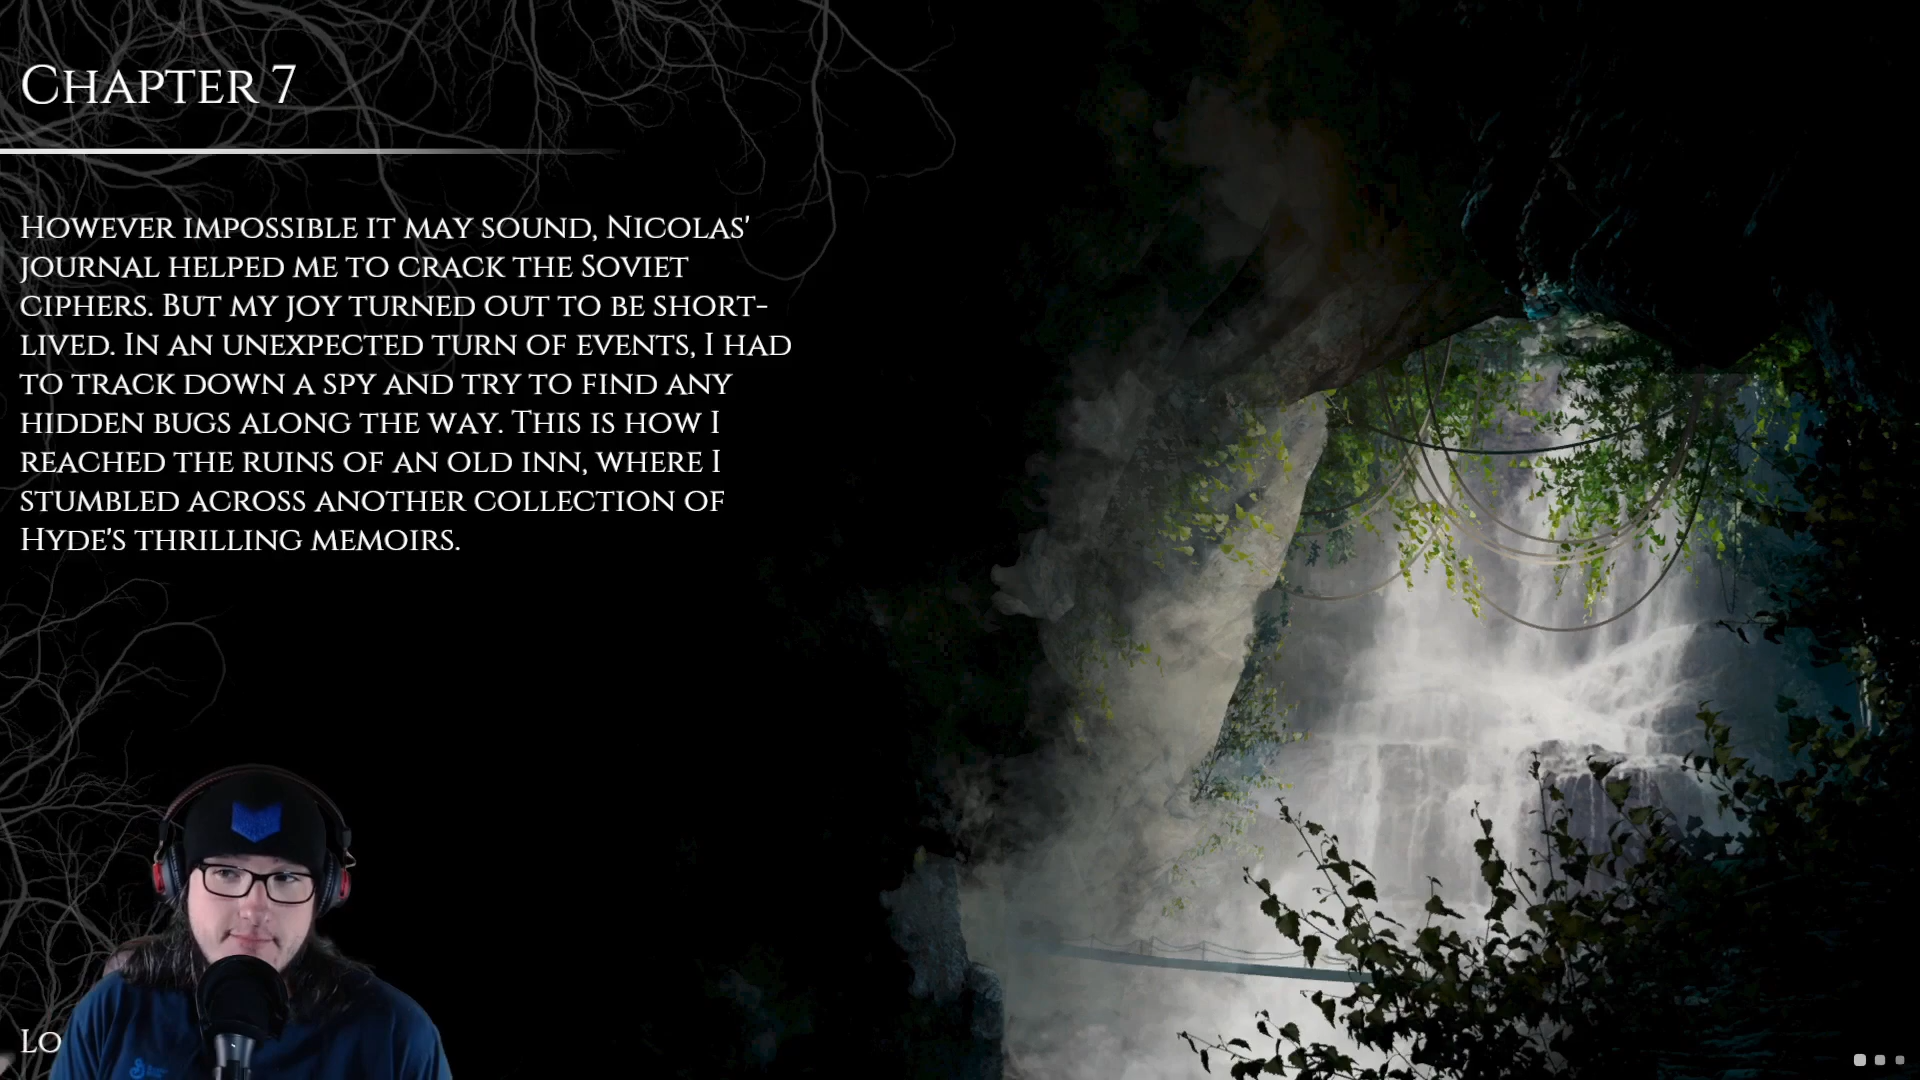 Chapter 7
However impossible it may sound, Nicolas'
journal helped me to crack the Soviet
ciphers. But my joy turned out to be short-
lived. In an unexpected turn of events, I had
to track down a spy and try to find any
hidden bugs along the way. This is how I
reached the ruins of an old inn, where I
stumbled across another collection of
Hyde's thrilling memoirs.
Lo